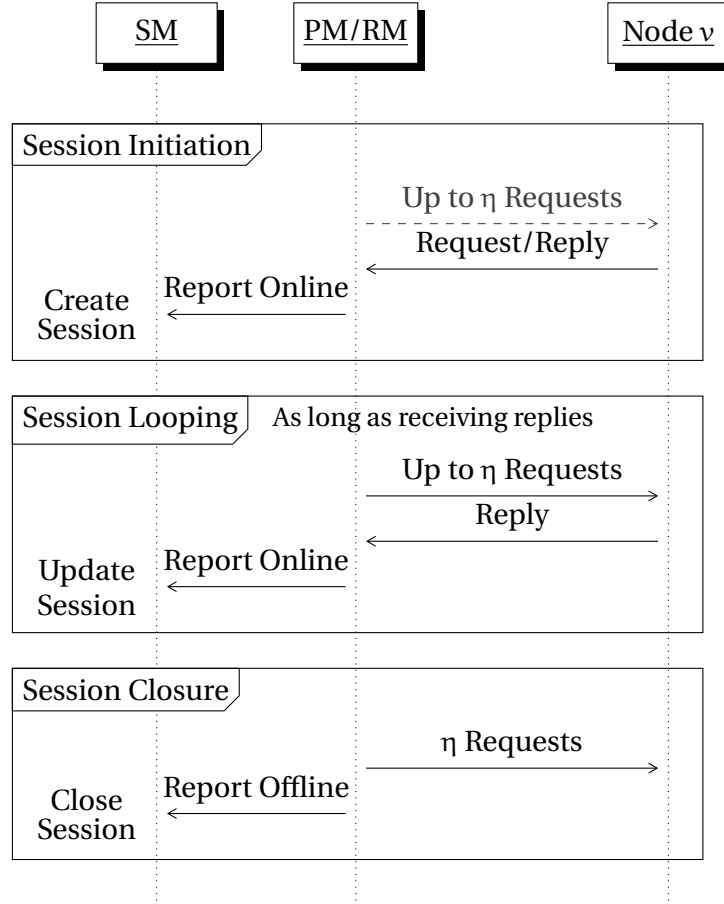 SM
PM/RM
Node ν
Session Initiation
Up to η Requests
Request/Reply
Report Online
Create
Session
Session Looping
As long as receiving replies
Up to η Requests
Reply
Report Online
Update
Session
Session Closure
η Requests
Report Offline
Close
Session